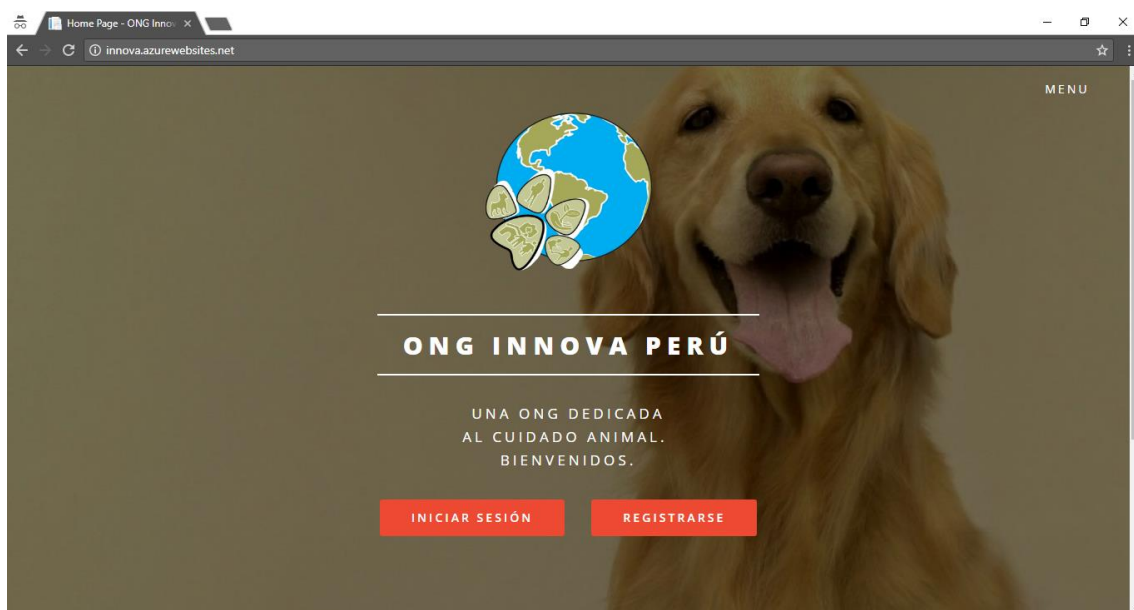 Home Page - ONG Innov
innova.azurewebsites.net
MENU
ONG INNOVA PERÚ
UNA ONG DEDICADA
AL CUIDADO ANIMAL.
BIENVENIDOS.
INICIAR SESIÓN
REGISTRARSE